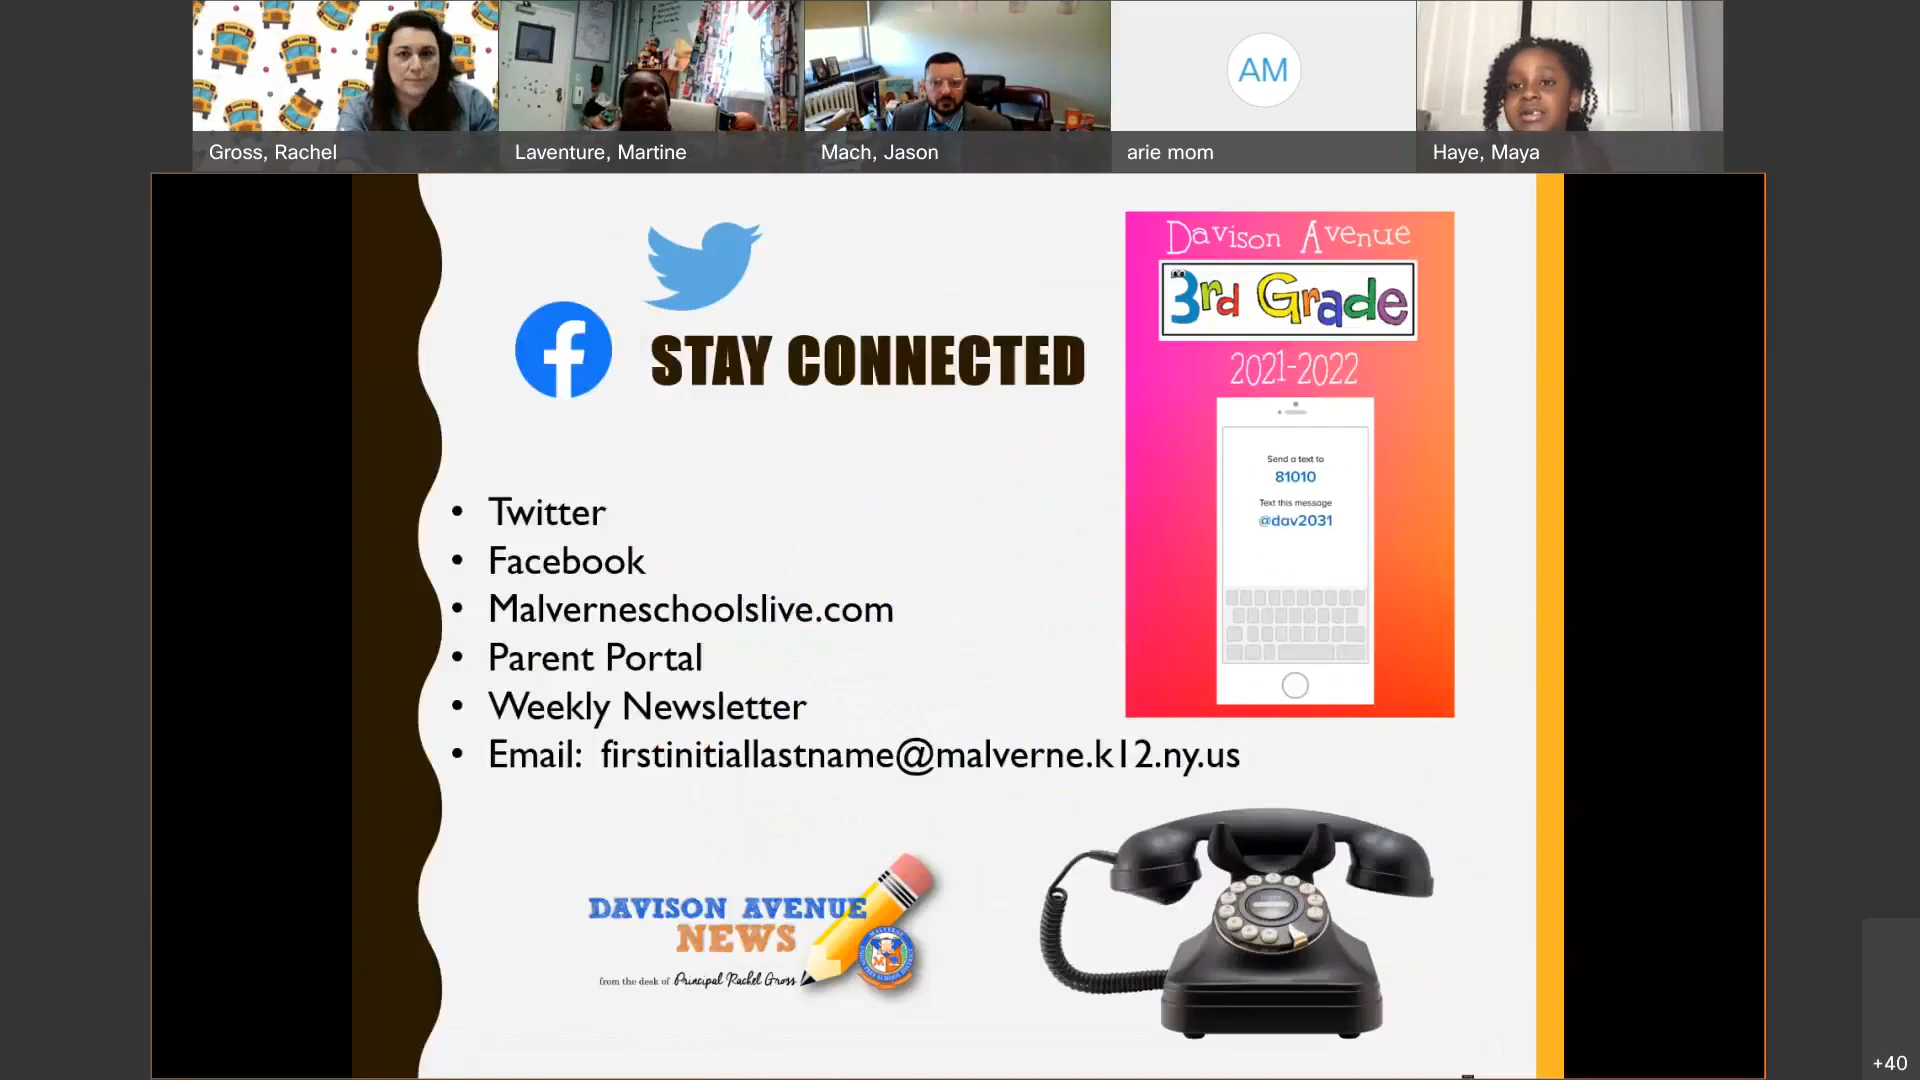 Gross, Rachel
Laventure, Martine
Mach, Jason
AM
arie mom
Haye, Maya
STAY CONNECTED
• Twitter
• Facebook
• Malverneschoolslive.com
• Parent Portal
• Weekly Newsletter
• Email: firstinitiallastname@malverne.k12.ny.us
Davison Avenue
3rd Grade
2021-2022
Send a text to
81010
Text this message
@dav2031
DAVISON AVENUE
NEWS
from the desk of Principal Rachel Gross
+40